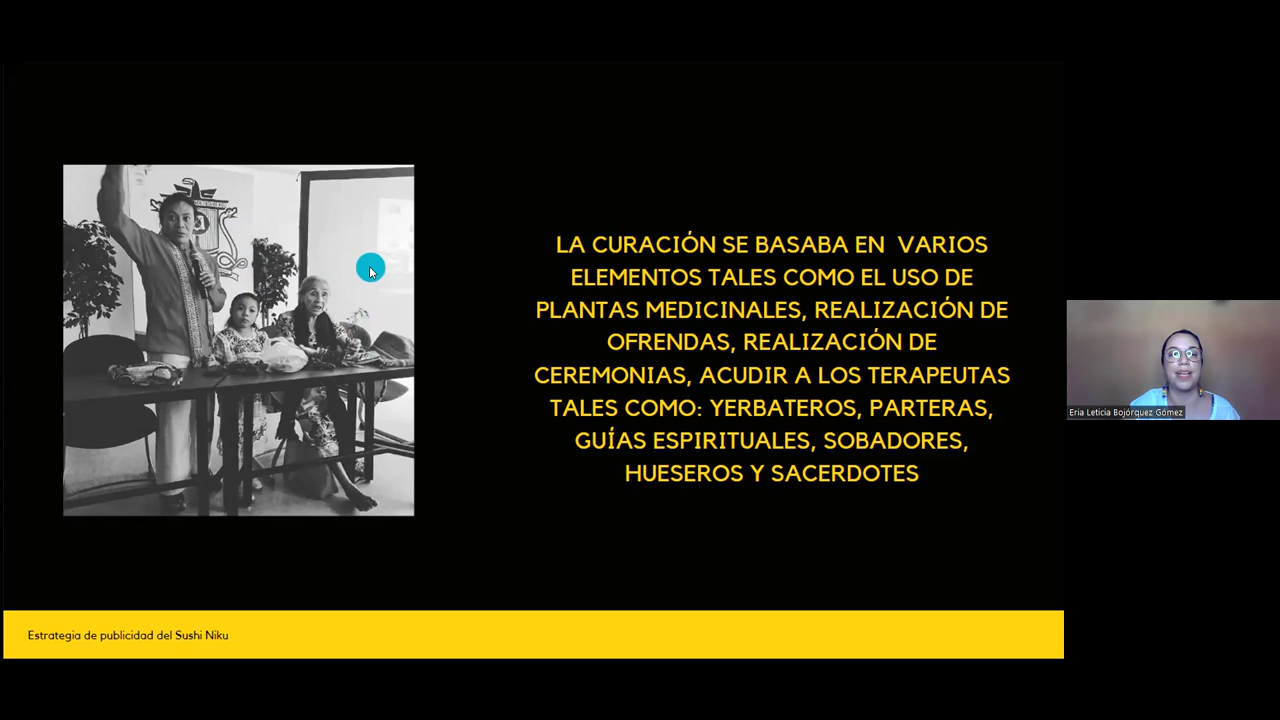 LA CURACIÓN SE BASABA EN VARIOS
ELEMENTOS TALES COMO EL USO DE
PLANTAS MEDICINALES, REALIZACIÓN DE
OFRENDAS, REALIZACIÓN DE
CEREMONIAS, ACUDIR A LOS TERAPEUTAS
TALES COMO: YERBATEROS, PARTERAS,
GUÍAS ESPIRITUALES, SOBADORES,
HUESEROS Y SACERDOTES
Eria Leticia Bojórquez Gómez
Estrategia de publicidad del Sushi Niku